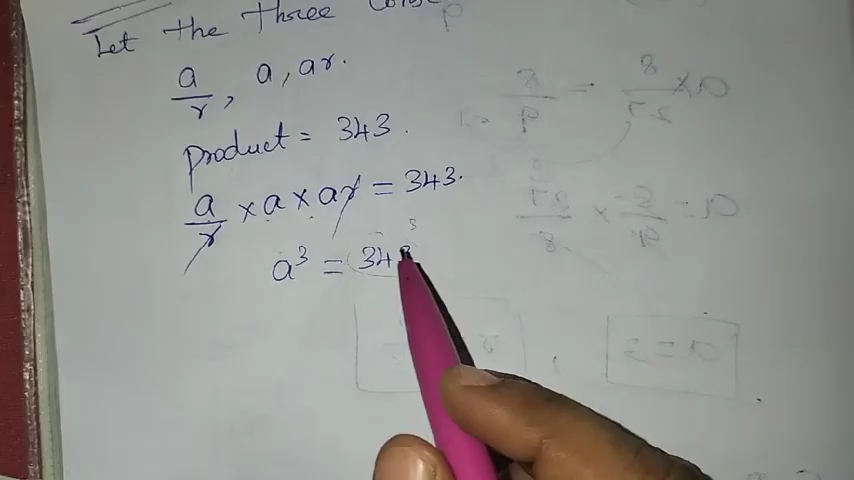 Let the three
a/r, a, ar.
product = 343.
a/r × a × ar = 343.
a³ = 343